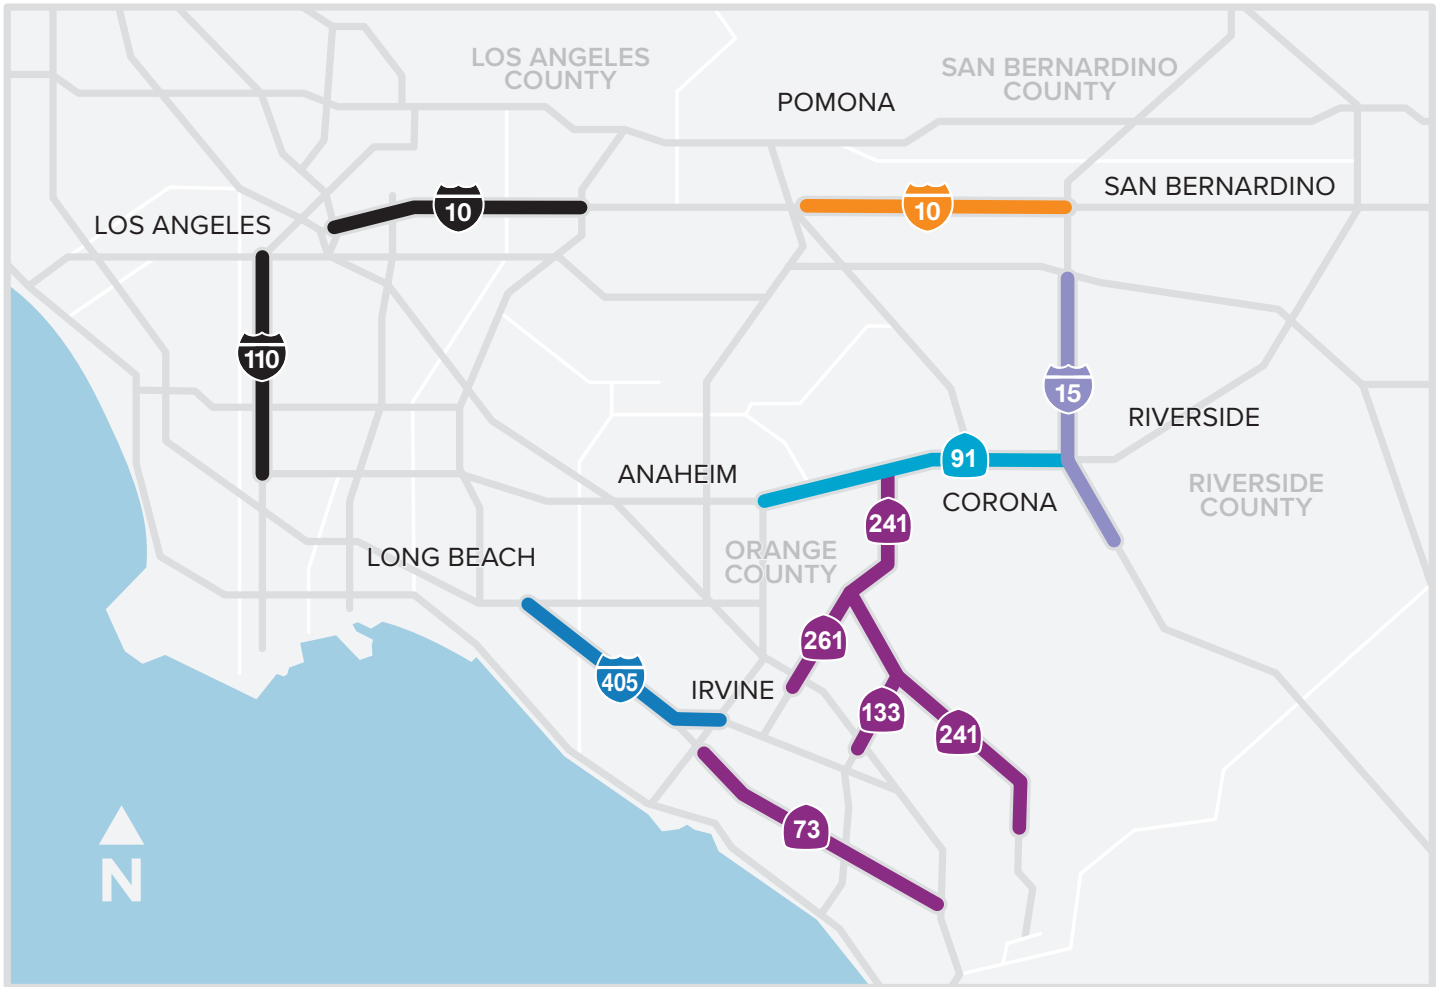 LOS ANGELES
COUNTY
SAN BERNARDINO
COUNTY
POMONA
SAN BERNARDINO
LOS ANGELES
10
10
110
15
RIVERSIDE
91
ANAHEIM
CORONA
RIVERSIDE
COUNTY
241
ORANGE
COUNTY
LONG BEACH
261
405
IRVINE
133
241
73
N